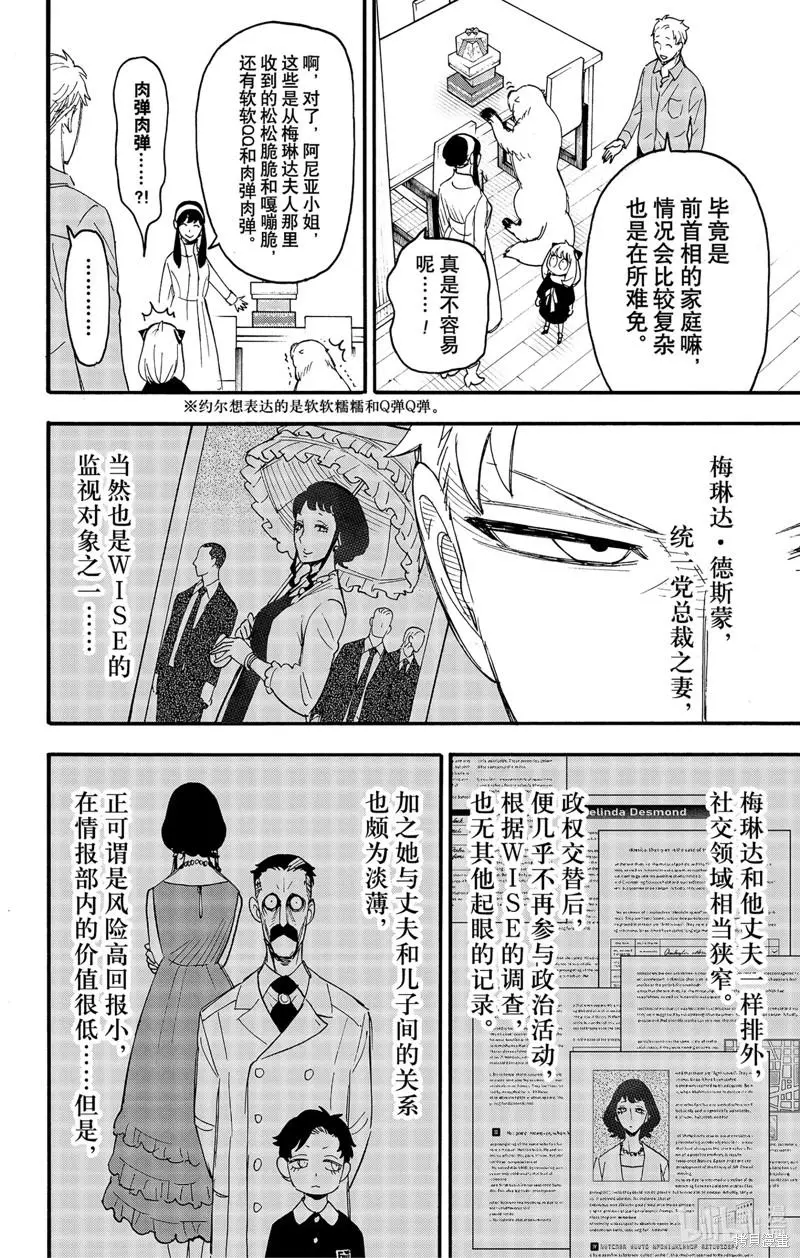 毕竟是
前首相的家庭嘛，
情况会比较复杂
也是在所难免。
真是不容易
呢……！
啊，对了，阿尼亚小姐，
这些是从梅琳达夫人那里
收到的松松脆脆和嘎嘣脆，
还有软软OO和肉弹肉弹。
肉弹肉弹……?!
………
※约尔想表达的是软软糯糯和Q弹Q弹。
梅琳达·德斯蒙，
统一党总裁之妻，
当然也是WISE的
监视对象之一……
梅琳达和他丈夫一样排外，
社交领域相当狭窄。
政权交替后，
便几乎不再参与政治活动，
根据WISE的调查，
也无其他起眼的记录。
elinda Desmond
加之她与丈夫和儿子间的关系
也颇为淡薄，
正可谓是风险高回报小，
在情报部内的价值很低……但是，
拷贝漫画